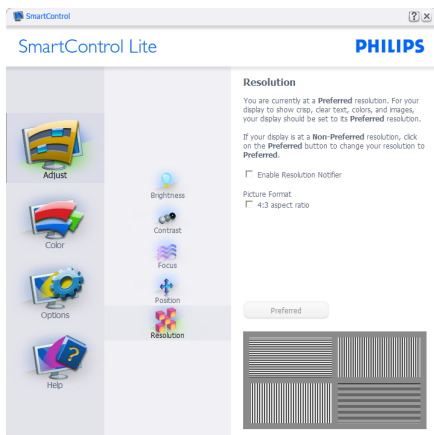 SmartControl
SmartControl Lite
PHILIPS
Adjust
Color
Options
Help
Brightness
Contrast
Focus
Position
Resolution
Resolution
You are currently at a Preferred resolution. For your
display to show crisp, clear text, colors, and images,
your display should be set to its Preferred resolution.
If your display is at a Non-Preferred resolution, click
on the Preferred button to change your resolution to
Preferred.
Enable Resolution Notifier
Picture Format
4:3 aspect ratio
Preferred